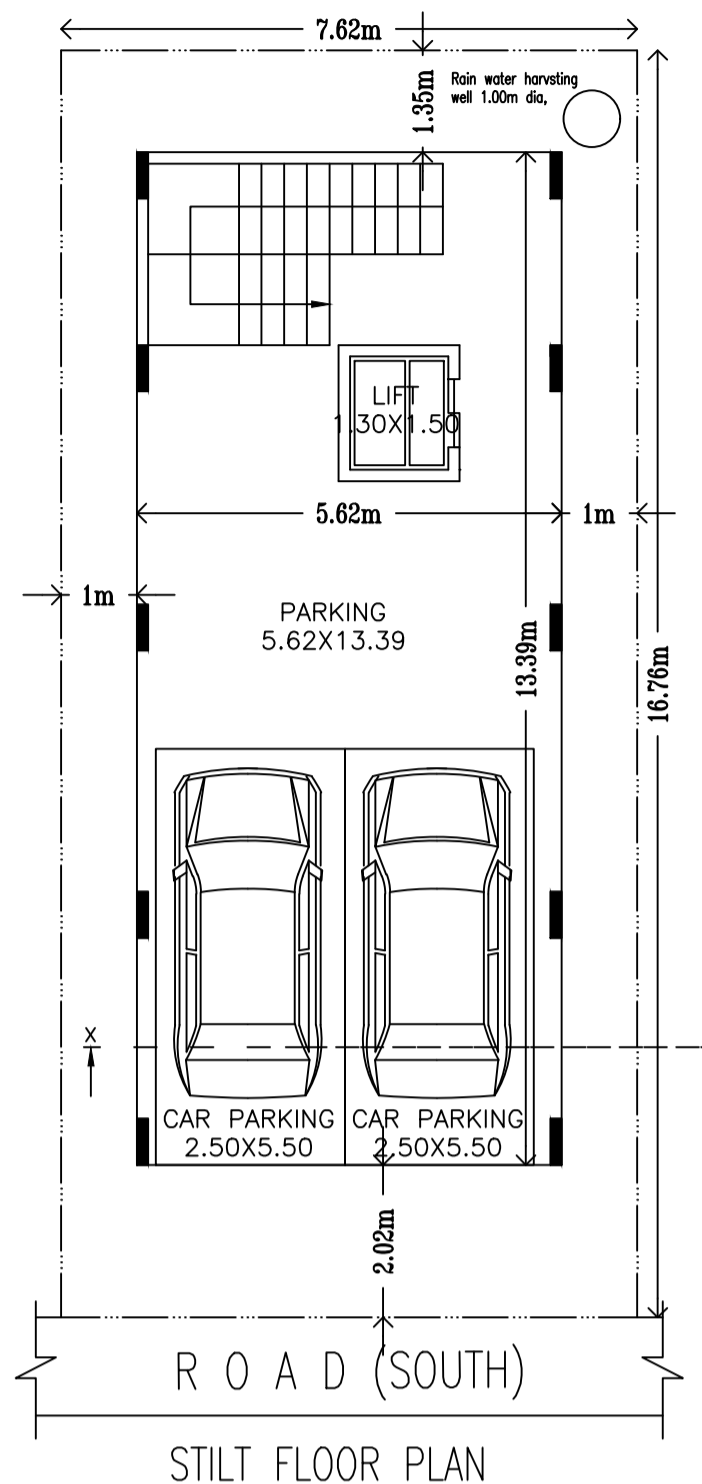 7.62m
1.35m
Rain water harvsting
well 1.00m dia,
LIFT
1.30X1.50
5.62m
1m
1m
PARKING
5.62X13.39
13.39m
16.76m
X
CAR PARKING
2.50X5.50
CAR PARKING
2.50X5.50
2.02m
R O A D (SOUTH)
STILT FLOOR PLAN